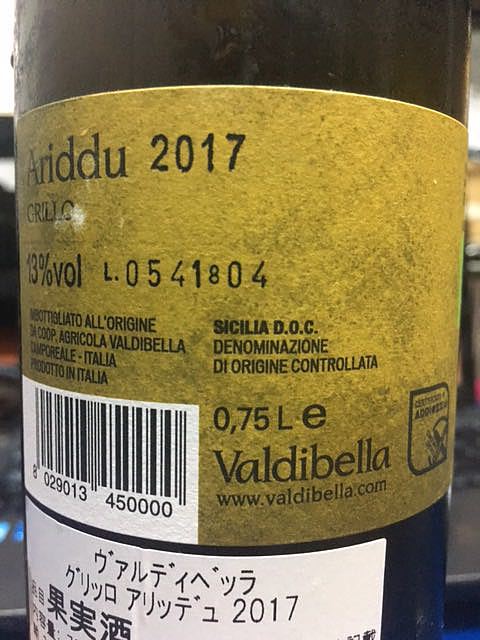 Ariddu 2017
GRILLO
13%vol L.0541804
IMBOTTIGLIATO ALL'ORIGINE
DA COOP. AGRICOLA VALDIBELLA
CAMPOREALE - ITALIA
PRODOTTO IN ITALIA
SICILIA D.O.C.
DENOMINAZIONE
DI ORIGINE CONTROLLATA
0,75 L e
Valdibella
www.valdibella.com
8 029013 450000
ヴァルディベッラ
グリッロ アリッデュ 2017
果実酒